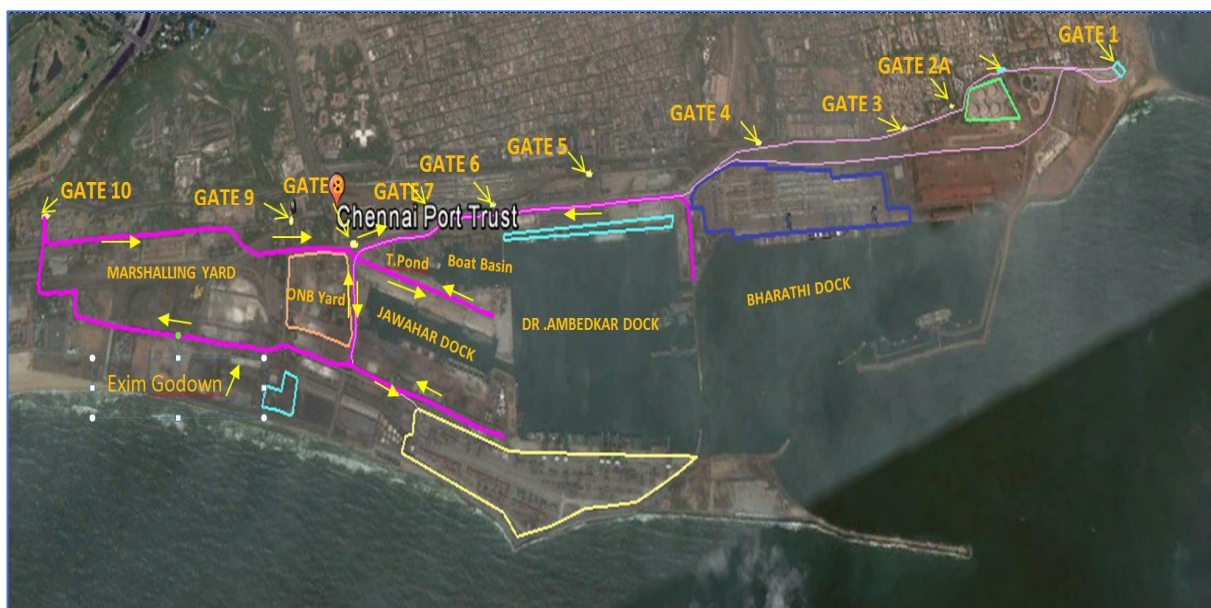 GATE 1
GATE 2A
GATE 3
GATE 4
GATE 5
GATE 6
GATE 7
GATE 8
GATE 9
GATE 10
Chennai Port Trust
MARSHALLING YARD
ONB Yard
T.Pond
Boat Basin
JAWAHAR DOCK
DR .AMBEDKAR DOCK
BHARATHI DOCK
Exim Godown